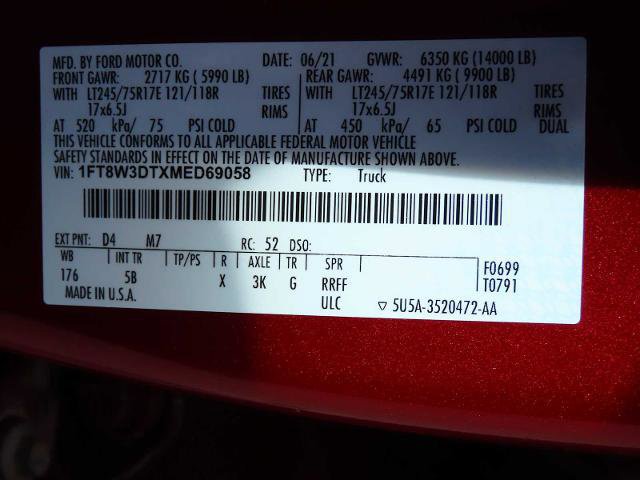 MFD. BY FORD MOTOR CO. DATE: 06/21 GVWR: 6350 KG (14000 LB)
FRONT GAWR: 2717 KG ( 5990 LB) REAR GAWR: 4491 KG ( 9900 LB)
WITH LT245/75R17E 121/118R TIRES WITH LT245/75R17E 121/118R TIRES
17x6.5J RIMS 17x6.5J RIMS
AT 520 kPa/ 75 PSI COLD AT 450 kPa/ 65 PSI COLD DUAL
THIS VEHICLE CONFORMS TO ALL APPLICABLE FEDERAL MOTOR VEHICLE
SAFETY STANDARDS IN EFFECT ON THE DATE OF MANUFACTURE SHOWN ABOVE.
VIN: 1FT8W3DTXMED69058 TYPE: Truck
EXT PNT: D4 M7 RC: 52 DSO:
WB INT TR TP/PS R AXLE TR SPR F0699
176 5B X 3K G RRFF T0791
MADE IN U.S.A. ULC ▽ 5U5A-3520472-AA